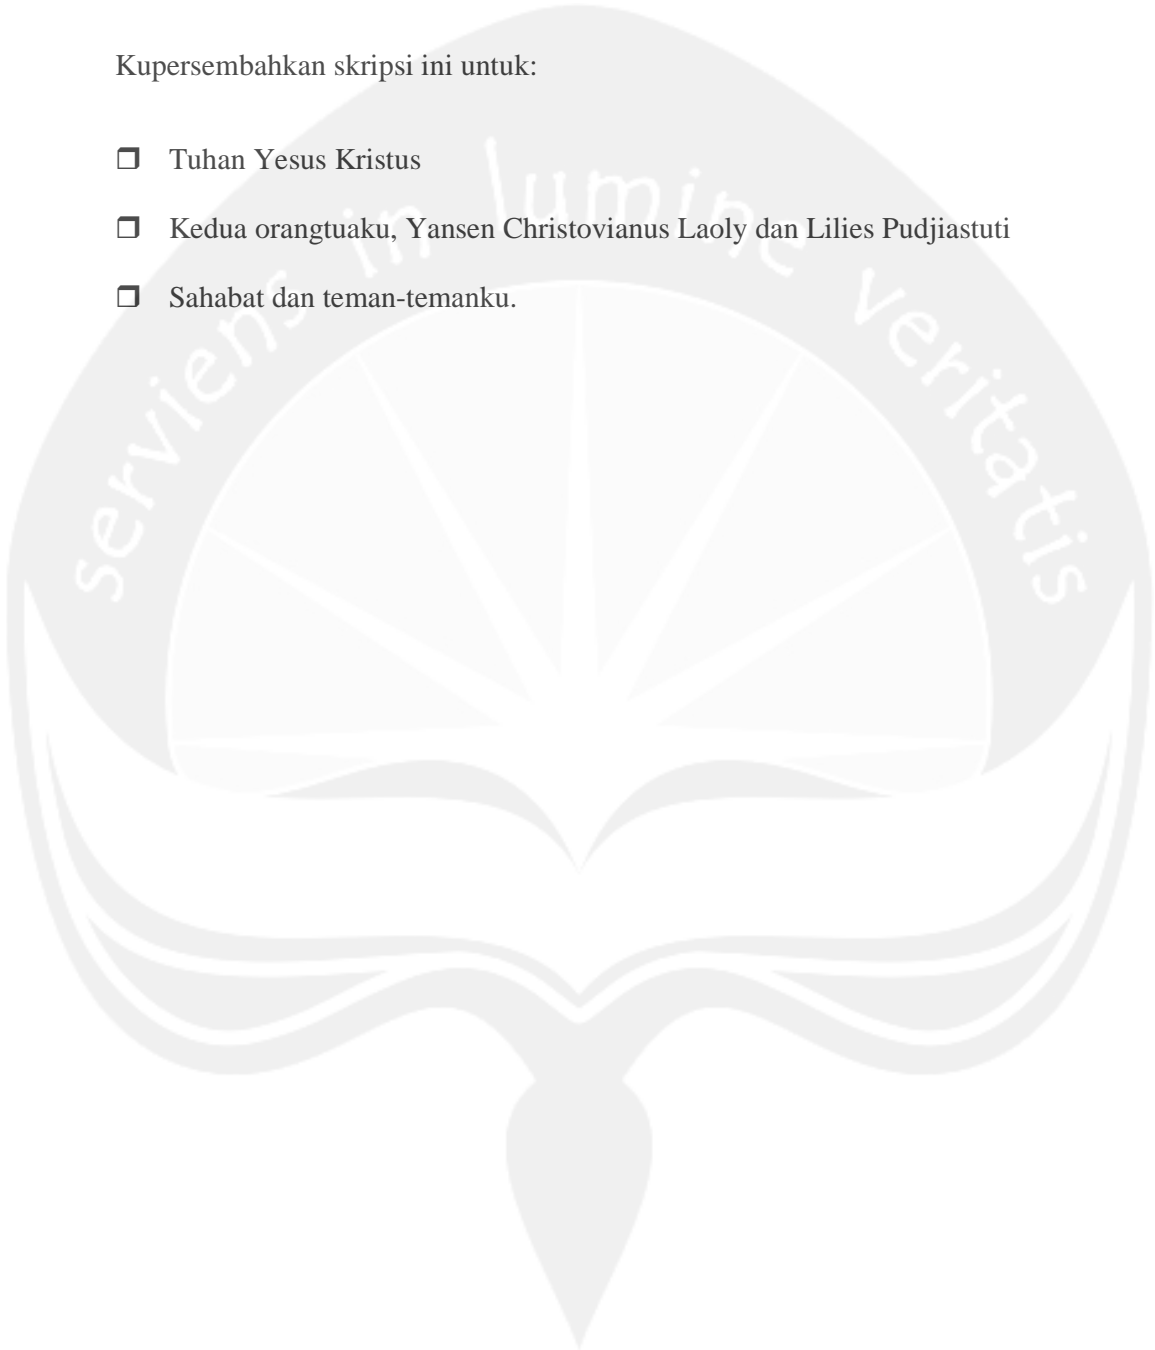 Kupersembahkan skripsi ini untuk:
❒ Tuhan Yesus Kristus
❒ Kedua orangtuaku, Yansen Christovianus Laoly dan Lilies Pudjiastuti
❒ Sahabat dan teman-temanku.
serviens in lumine veritatis